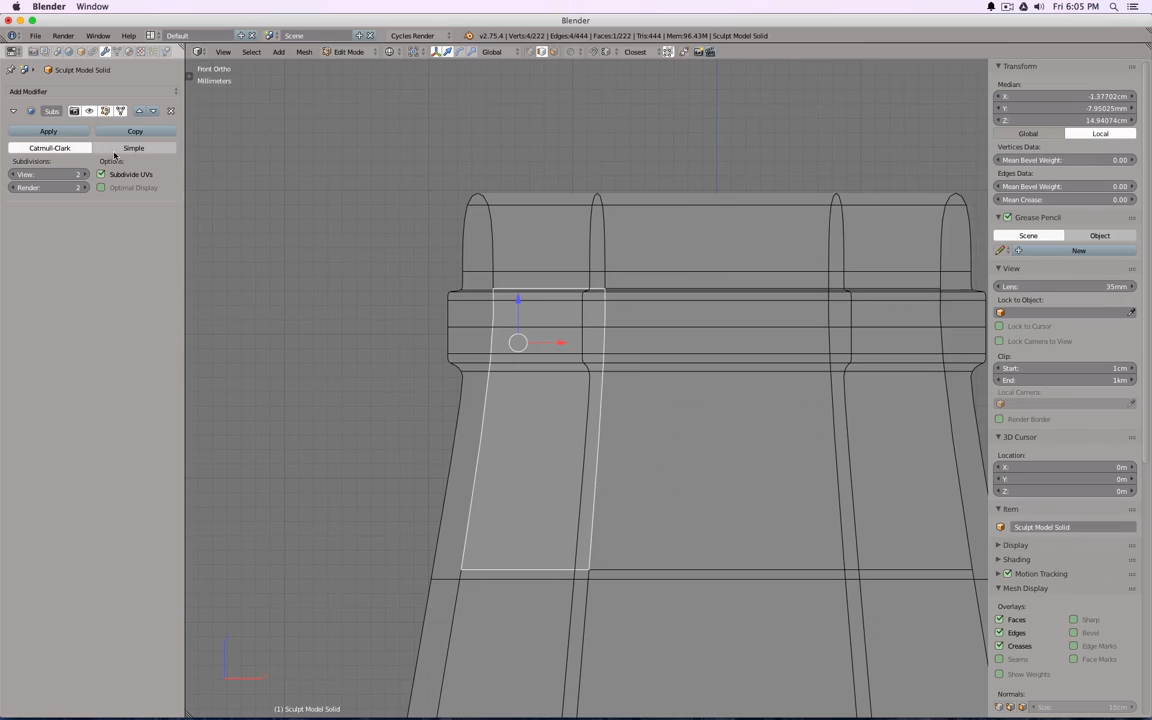 Blender Window Fri 6:05 PM
Blender
File Render Window Help Default Scene Cycles Render v2.75.4 | Verts:4/222 | Edges:4/444 | Faces:1/222 | Tris:444 | Mem:96.43M | Sculpt Model Solid
View Select Add Mesh Edit Mode Global Closest
Sculpt Model Solid
Add Modifier
Subs
Apply Copy
Catmull-Clark Simple
Subdivisions: Options:
View: 2 Subdivide UVs
Render: 2 Optimal Display
Front Ortho
Millimeters
(1) Sculpt Model Solid
Transform
Median:
X: -1.37702cm
Y: -7.95025mm
Z: 14.94074cm
Global Local
Vertices Data:
Mean Bevel Weight: 0.00
Edges Data:
Mean Bevel Weight: 0.00
Mean Crease: 0.00
Grease Pencil
Scene Object
New
View
Lens: 35mm
Lock to Object:
Lock to Cursor
Lock Camera to View
Clip:
Start: 1cm
End: 1km
Local Camera:
Render Border
3D Cursor
Location:
X: 0m
Y: 0m
Z: 0m
Item
Sculpt Model Solid
Display
Shading
Motion Tracking
Mesh Display
Overlays:
Faces Sharp
Edges Bevel
Creases Edge Marks
Seams Face Marks
Show Weights
Normals:
Size: 10cm